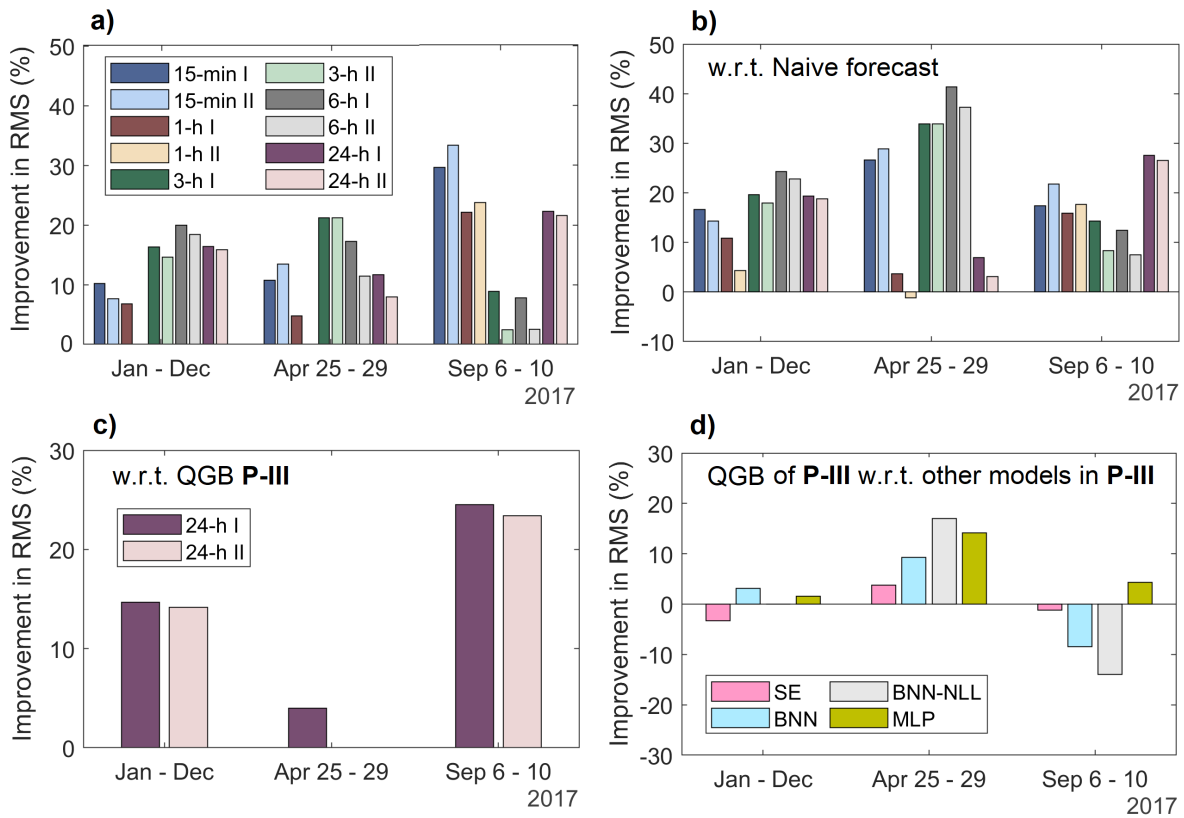 a)
Improvement in RMS (%)
50
40
30
20
10
0
15-min I
15-min II
1-h I
1-h II
3-h I
3-h II
6-h I
6-h II
24-h I
24-h II
Jan - Dec
Apr 25 - 29
Sep 6 - 10
2017
b)
Improvement in RMS (%)
50
40
30
20
10
0
-10
w.r.t. Naive forecast
Jan - Dec
Apr 25 - 29
Sep 6 - 10
2017
c)
Improvement in RMS (%)
30
20
10
0
w.r.t. QGB P-III
24-h I
24-h II
Jan - Dec
Apr 25 - 29
Sep 6 - 10
2017
d)
Improvement in RMS (%)
30
20
10
0
-10
-20
-30
QGB of P-III w.r.t. other models in P-III
SE
BNN
BNN-NLL
MLP
Jan - Dec
Apr 25 - 29
Sep 6 - 10
2017